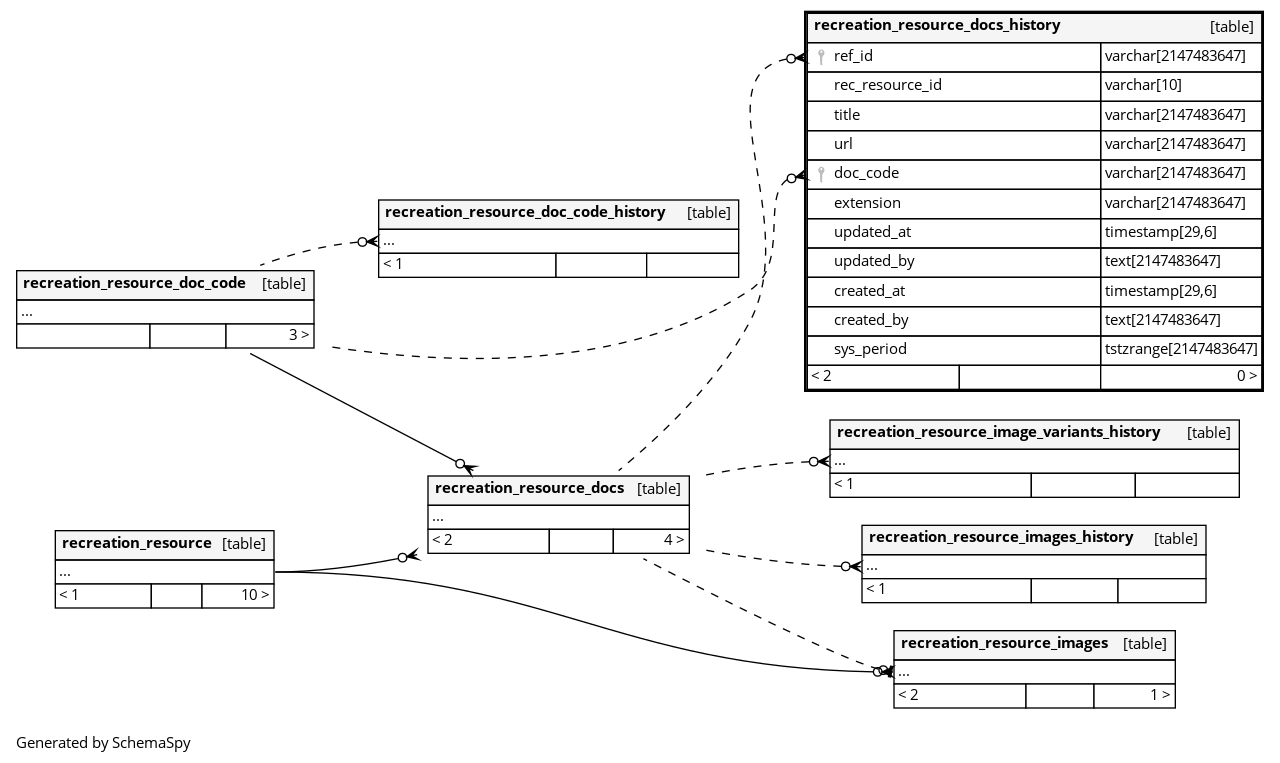 recreation_resource_docs_history [table]
ref_id varchar[2147483647]
rec_resource_id varchar[10]
title varchar[2147483647]
url varchar[2147483647]
doc_code varchar[2147483647]
extension varchar[2147483647]
updated_at timestamp[29,6]
updated_by text[2147483647]
created_at timestamp[29,6]
created_by text[2147483647]
sys_period tstzrange[2147483647]
< 2 0 >
recreation_resource_doc_code_history [table]
...
< 1
recreation_resource_doc_code [table]
...
3 >
recreation_resource_image_variants_history [table]
...
< 1
recreation_resource_docs [table]
...
< 2 4 >
recreation_resource_images_history [table]
...
< 1
recreation_resource [table]
...
< 1 10 >
recreation_resource_images [table]
...
< 2 1 >
Generated by SchemaSpy